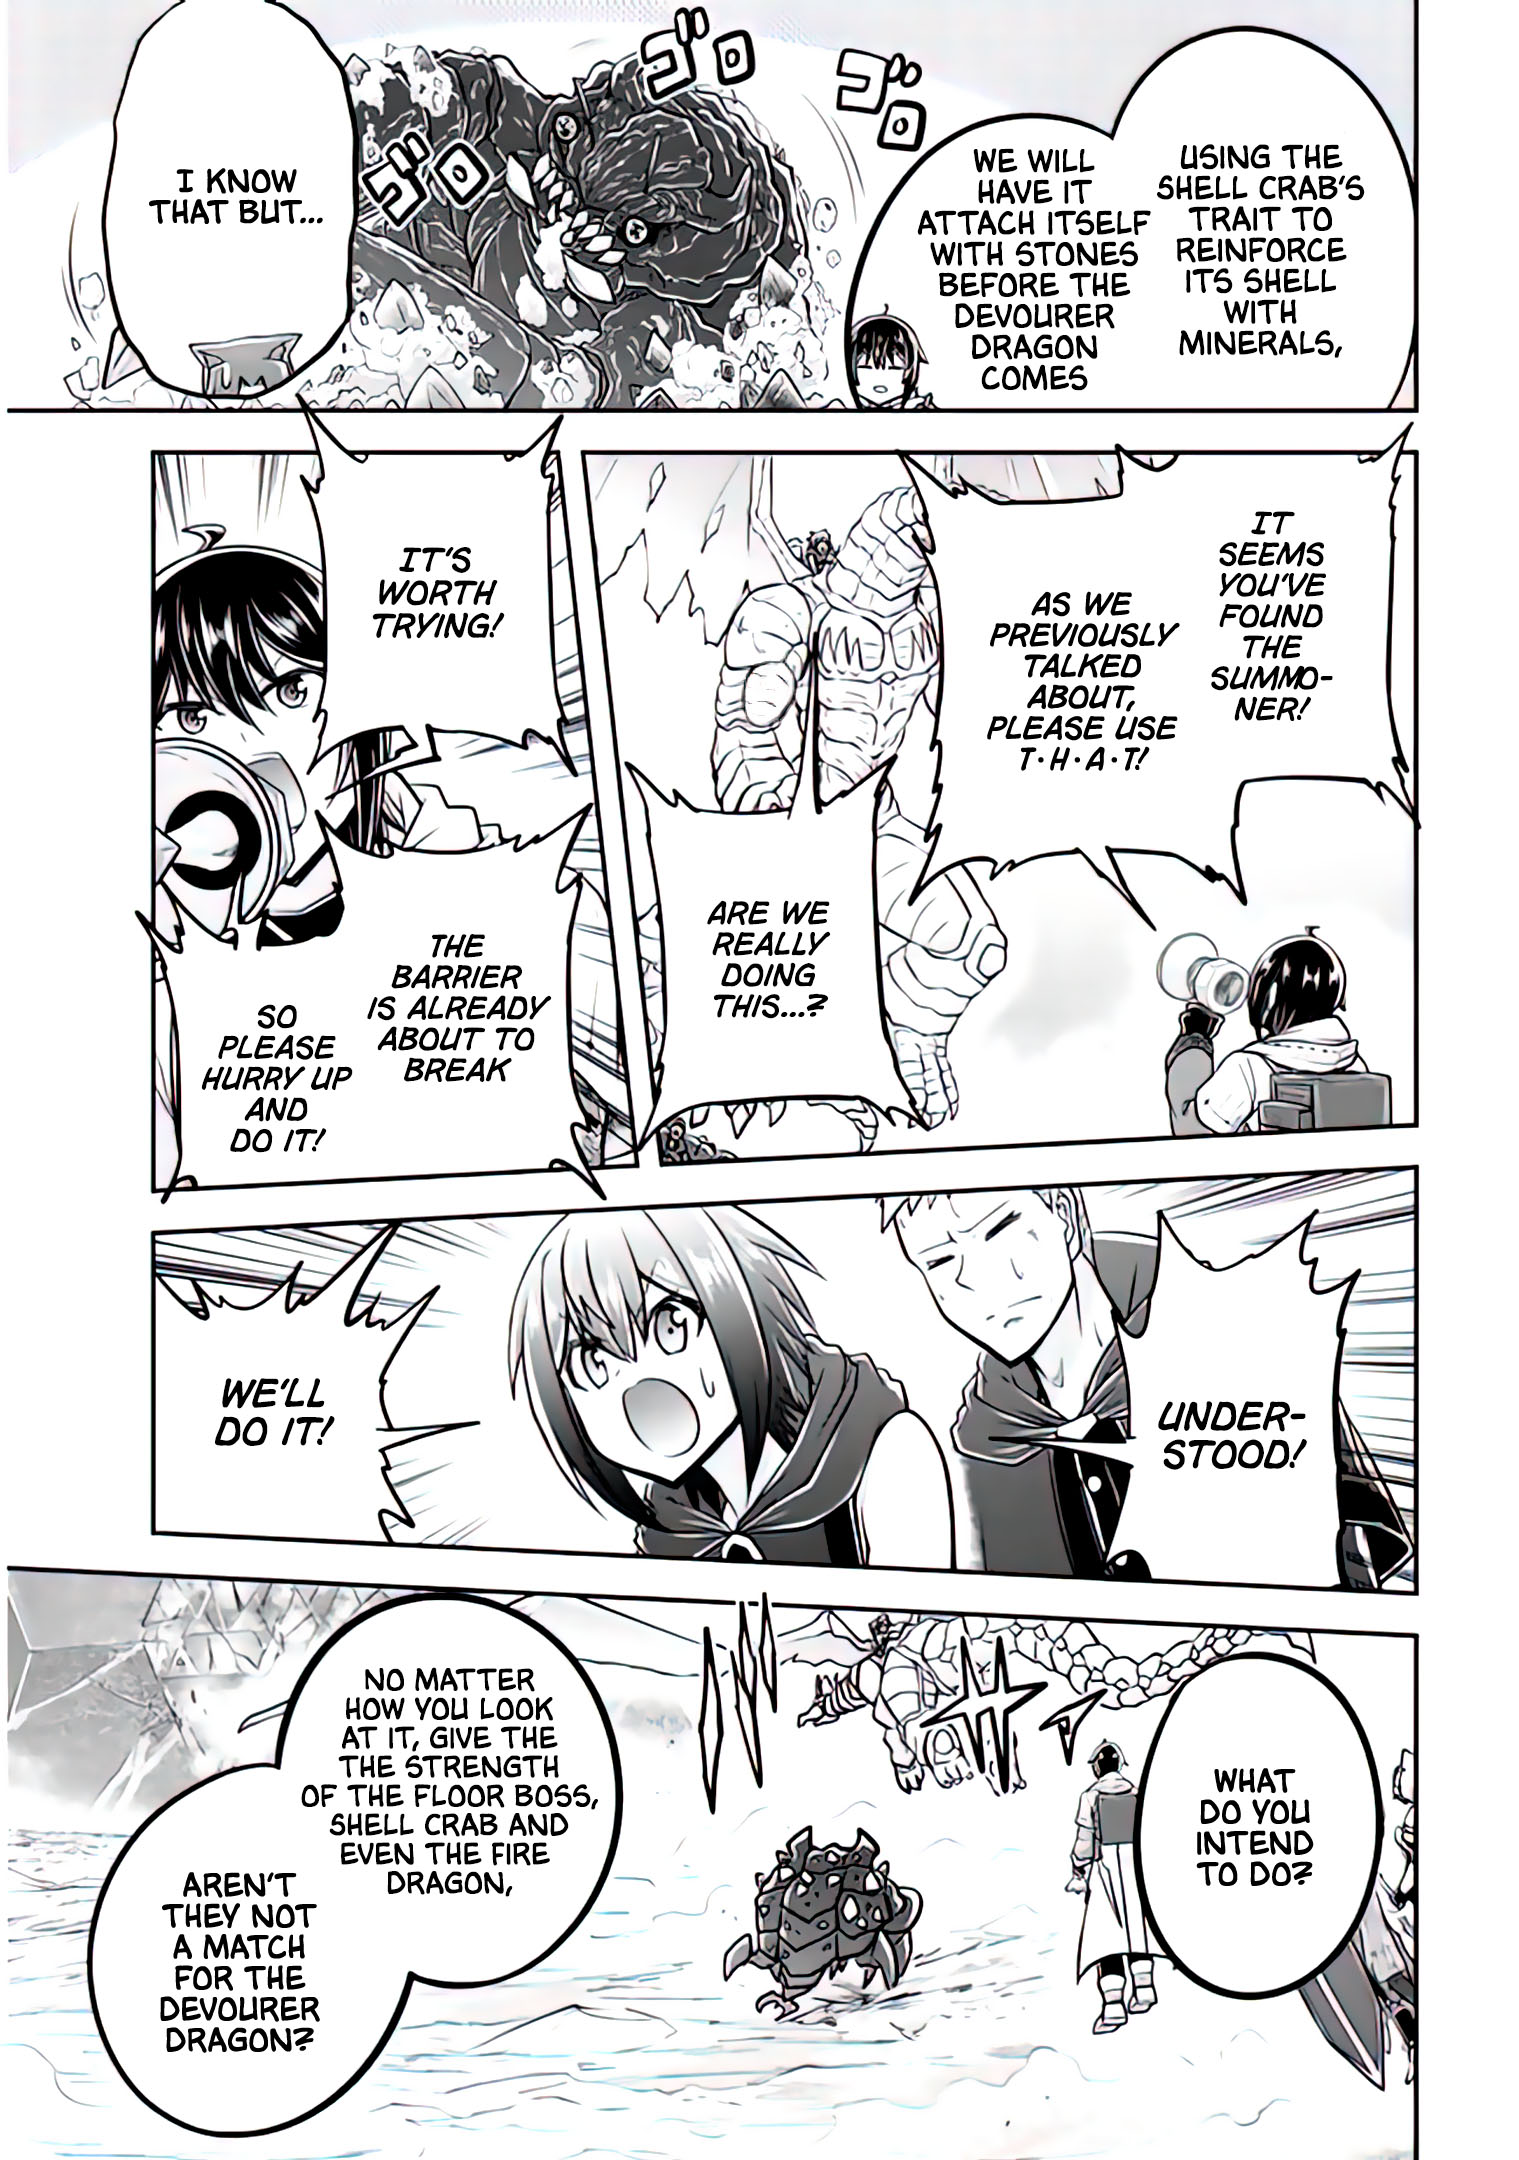 USING THE
SHELL CRAB'S
TRAIT TO
REINFORCE
ITS SHELL
WITH
MINERALS,
WE WILL
HAVE IT
ATTACH ITSELF
WITH STONES
BEFORE THE
DEVOURER
DRAGON
COMES
ゴロ
ゴロ
ゴロ
I KNOW
THAT BUT...
IT
SEEMS
YOU'VE
FOUND
THE
SUMMO-
NER!
AS WE
PREVIOUSLY
TALKED
ABOUT,
PLEASE USE
T·H·A·T!
ARE WE
REALLY
DOING
THIS...?
IT'S
WORTH
TRYING!
THE
BARRIER
IS ALREADY
ABOUT TO
BREAK
SO
PLEASE
HURRY UP
AND
DO IT!
UNDER-
STOOD!
WE'LL
DO IT!
WHAT
DO YOU
INTEND
TO DO?
NO MATTER
HOW YOU LOOK
AT IT, GIVE THE
THE STRENGTH
OF THE FLOOR BOSS,
SHELL CRAB AND
EVEN THE FIRE
DRAGON,
AREN'T
THEY NOT
A MATCH
FOR THE
DEVOURER
DRAGON?